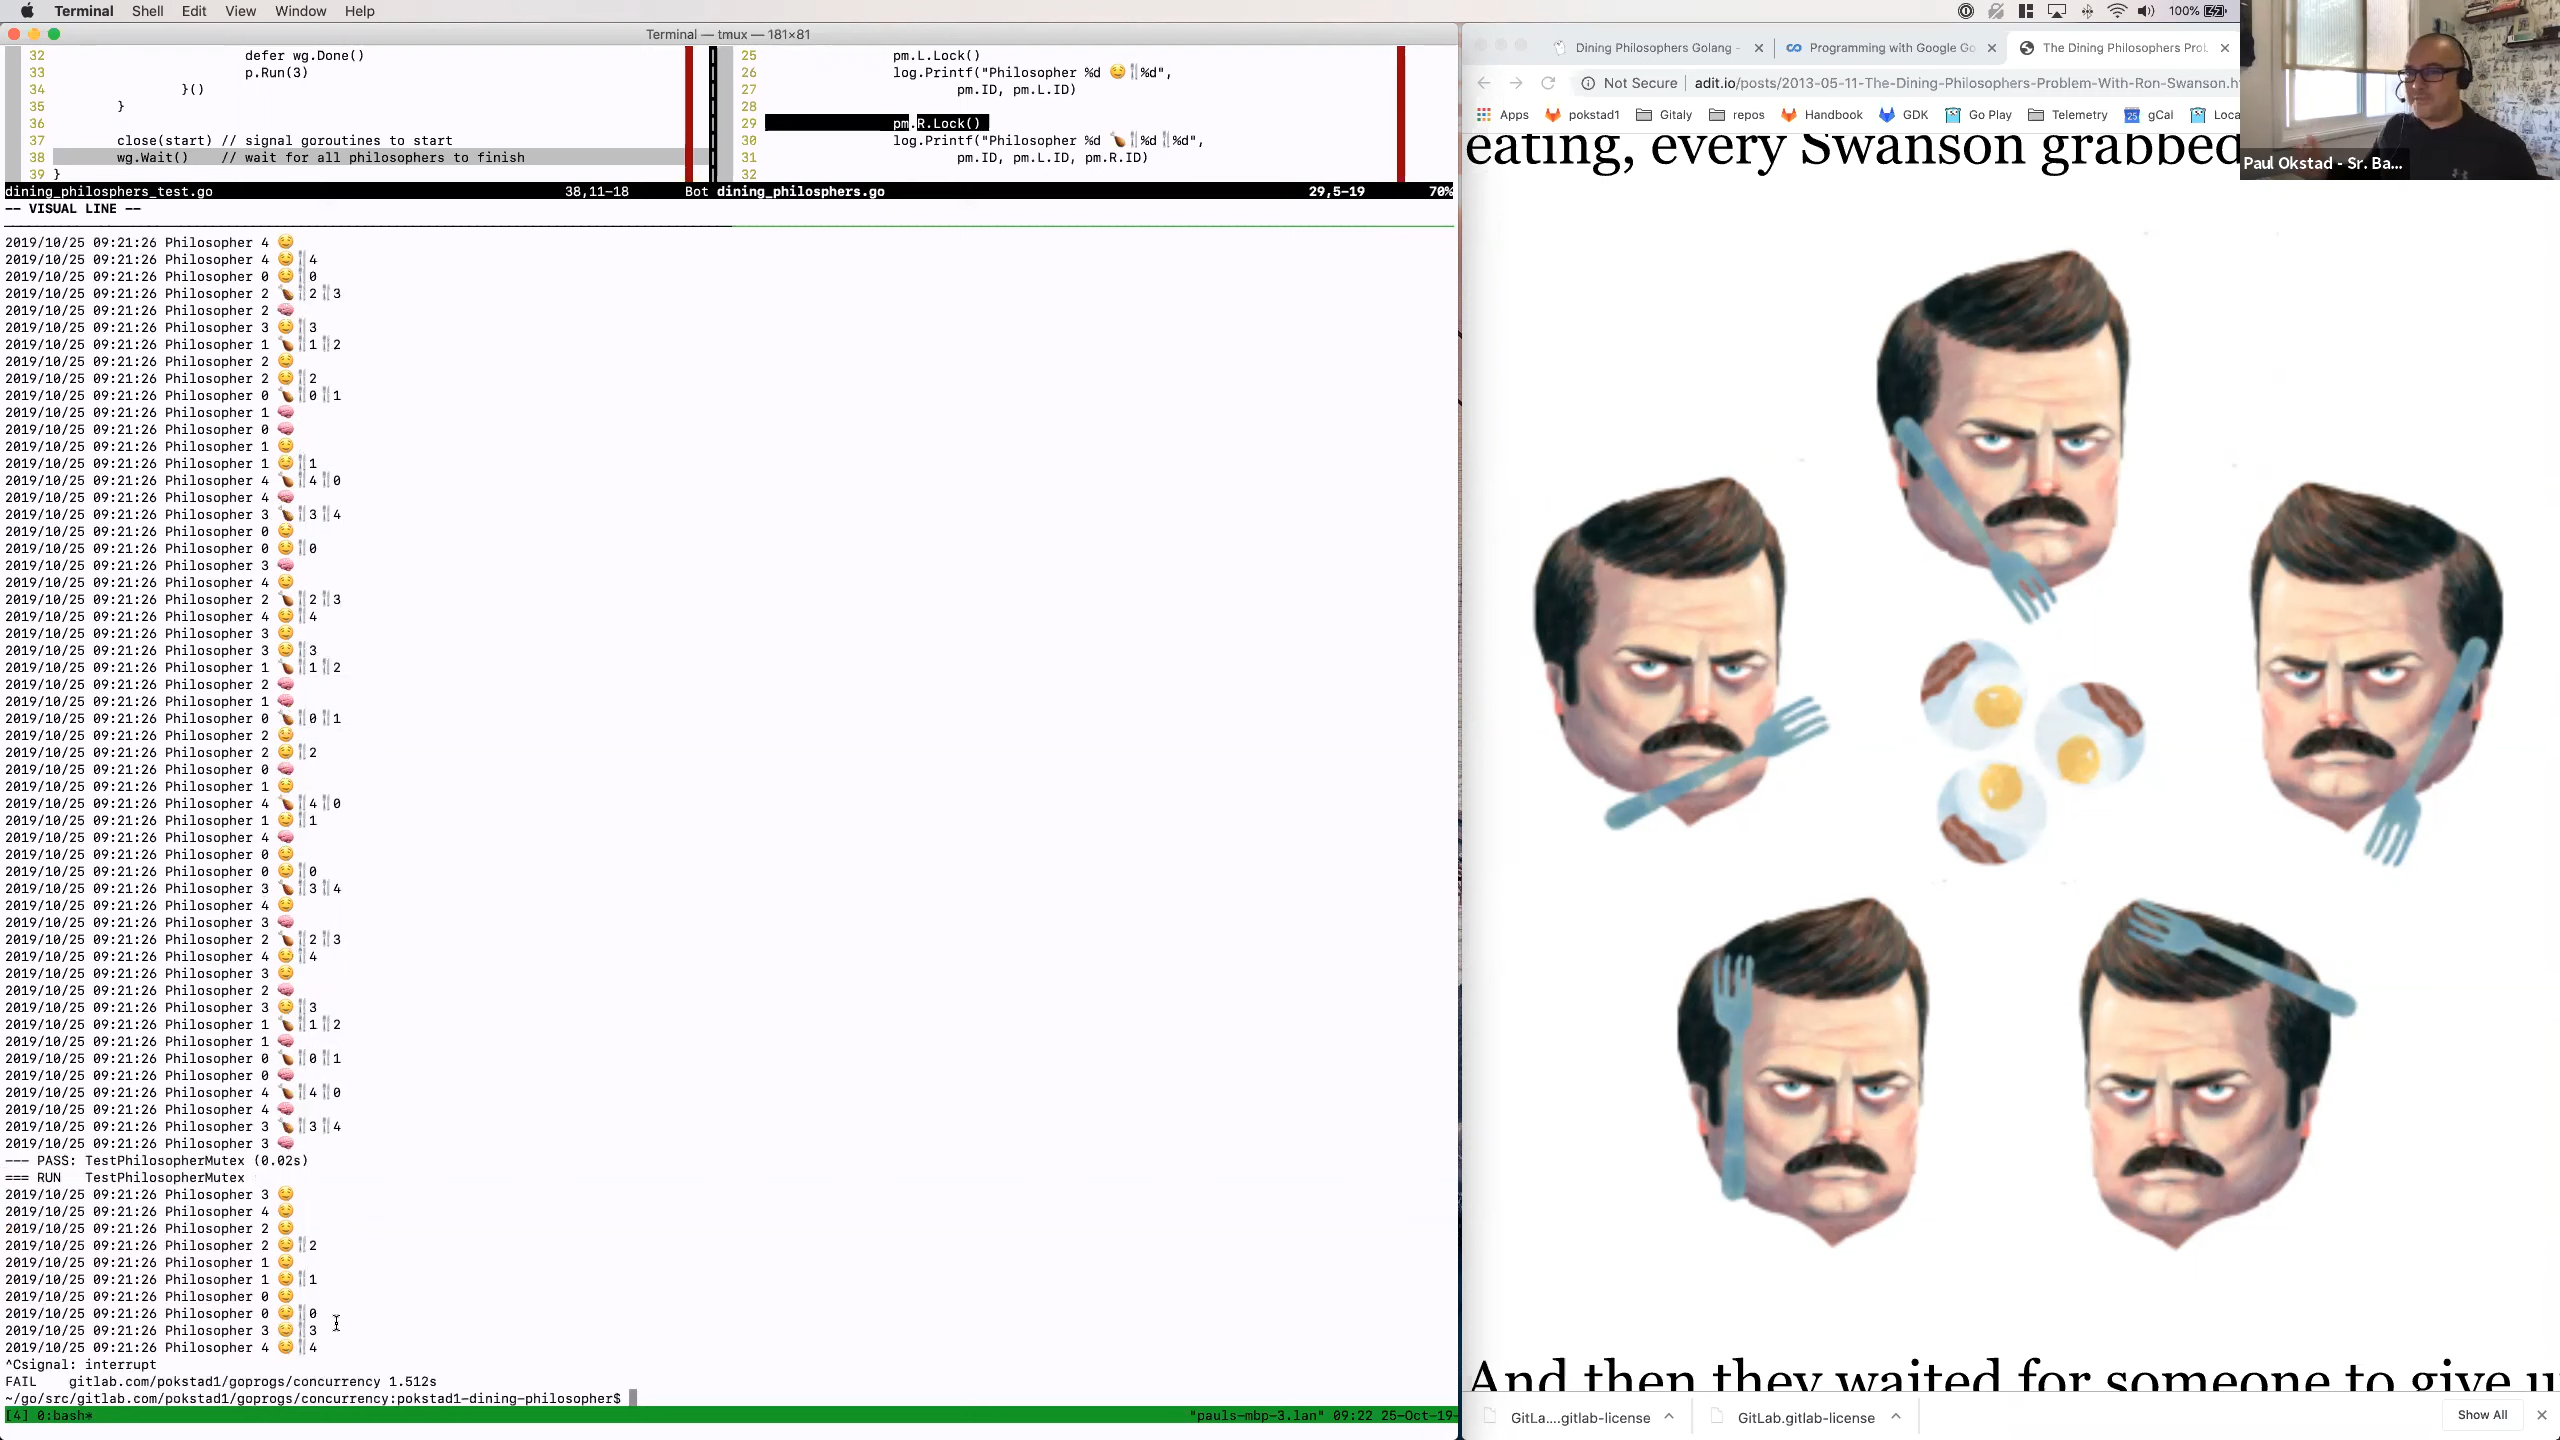 Terminal Shell Edit View Window Help
100%
Terminal — tmux — 181×81
32 defer wg.Done()
33 p.Run(3)
34 }()
35 }
36
37 close(start) // signal goroutines to start
38 wg.Wait() // wait for all philosophers to finish
39 }
dining_philosphers_test.go 38,11-18 Bot
25 pm.L.Lock()
26 log.Printf("Philosopher %d 😋🍴%d",
27 pm.ID, pm.L.ID)
28
29 pm.R.Lock()
30 log.Printf("Philosopher %d 🍗🍴%d🍴%d",
31 pm.ID, pm.L.ID, pm.R.ID)
32
dining_philosphers.go 29,5-19 70%
-- VISUAL LINE --
2019/10/25 09:21:26 Philosopher 4 😋
2019/10/25 09:21:26 Philosopher 4 😋🍴4
2019/10/25 09:21:26 Philosopher 0 😋🍴0
2019/10/25 09:21:26 Philosopher 2 🍗🍴2🍴3
2019/10/25 09:21:26 Philosopher 2 🧠
2019/10/25 09:21:26 Philosopher 3 😋🍴3
2019/10/25 09:21:26 Philosopher 1 🍗🍴1🍴2
2019/10/25 09:21:26 Philosopher 2 😋
2019/10/25 09:21:26 Philosopher 2 😋🍴2
2019/10/25 09:21:26 Philosopher 0 🍗🍴0🍴1
2019/10/25 09:21:26 Philosopher 1 🧠
2019/10/25 09:21:26 Philosopher 0 🧠
2019/10/25 09:21:26 Philosopher 1 😋
2019/10/25 09:21:26 Philosopher 1 😋🍴1
2019/10/25 09:21:26 Philosopher 4 🍗🍴4🍴0
2019/10/25 09:21:26 Philosopher 4 🧠
2019/10/25 09:21:26 Philosopher 3 🍗🍴3🍴4
2019/10/25 09:21:26 Philosopher 0 😋
2019/10/25 09:21:26 Philosopher 0 😋🍴0
2019/10/25 09:21:26 Philosopher 3 🧠
2019/10/25 09:21:26 Philosopher 4 😋
2019/10/25 09:21:26 Philosopher 2 🍗🍴2🍴3
2019/10/25 09:21:26 Philosopher 4 😋🍴4
2019/10/25 09:21:26 Philosopher 3 😋
2019/10/25 09:21:26 Philosopher 3 😋🍴3
2019/10/25 09:21:26 Philosopher 1 🍗🍴1🍴2
2019/10/25 09:21:26 Philosopher 2 🧠
2019/10/25 09:21:26 Philosopher 1 🧠
2019/10/25 09:21:26 Philosopher 0 🍗🍴0🍴1
2019/10/25 09:21:26 Philosopher 2 😋
2019/10/25 09:21:26 Philosopher 2 😋🍴2
2019/10/25 09:21:26 Philosopher 0 🧠
2019/10/25 09:21:26 Philosopher 1 😋
2019/10/25 09:21:26 Philosopher 4 🍗🍴4🍴0
2019/10/25 09:21:26 Philosopher 1 😋🍴1
2019/10/25 09:21:26 Philosopher 4 🧠
2019/10/25 09:21:26 Philosopher 0 😋
2019/10/25 09:21:26 Philosopher 0 😋🍴0
2019/10/25 09:21:26 Philosopher 3 🍗🍴3🍴4
2019/10/25 09:21:26 Philosopher 4 😋
2019/10/25 09:21:26 Philosopher 3 🧠
2019/10/25 09:21:26 Philosopher 2 🍗🍴2🍴3
2019/10/25 09:21:26 Philosopher 4 😋🍴4
2019/10/25 09:21:26 Philosopher 3 😋
2019/10/25 09:21:26 Philosopher 2 🧠
2019/10/25 09:21:26 Philosopher 3 😋🍴3
2019/10/25 09:21:26 Philosopher 1 🍗🍴1🍴2
2019/10/25 09:21:26 Philosopher 1 🧠
2019/10/25 09:21:26 Philosopher 0 🍗🍴0🍴1
2019/10/25 09:21:26 Philosopher 0 🧠
2019/10/25 09:21:26 Philosopher 4 🍗🍴4🍴0
2019/10/25 09:21:26 Philosopher 4 🧠
2019/10/25 09:21:26 Philosopher 3 🍗🍴3🍴4
2019/10/25 09:21:26 Philosopher 3 🧠
--- PASS: TestPhilosopherMutex (0.02s)
=== RUN TestPhilosopherMutex
2019/10/25 09:21:26 Philosopher 3 😋
2019/10/25 09:21:26 Philosopher 4 😋
2019/10/25 09:21:26 Philosopher 2 😋
2019/10/25 09:21:26 Philosopher 2 😋🍴2
2019/10/25 09:21:26 Philosopher 1 😋
2019/10/25 09:21:26 Philosopher 1 😋🍴1
2019/10/25 09:21:26 Philosopher 0 😋
2019/10/25 09:21:26 Philosopher 0 😋🍴0
2019/10/25 09:21:26 Philosopher 3 😋🍴3
2019/10/25 09:21:26 Philosopher 4 😋🍴4
^Csignal: interrupt
FAIL gitlab.com/pokstad1/goprogs/concurrency 1.512s
~/go/src/gitlab.com/pokstad1/goprogs/concurrency:pokstad1-dining-philosopher$
[4] 0:bash* "pauls-mbp-3.lan" 09:22 25-Oct-19
Dining Philosophers Golang - Programming with Google Go The Dining Philosophers Prol
Not Secure adit.io/posts/2013-05-11-The-Dining-Philosophers-Problem-With-Ron-Swanson.h
Apps pokstad1 Gitaly repos Handbook GDK Go Play Telemetry gCal Loca
Paul Okstad - Sr. Ba...
eating, every Swanson grabbed
And then they waited for someone to give u
GitLa....gitlab-license GitLab.gitlab-license Show All